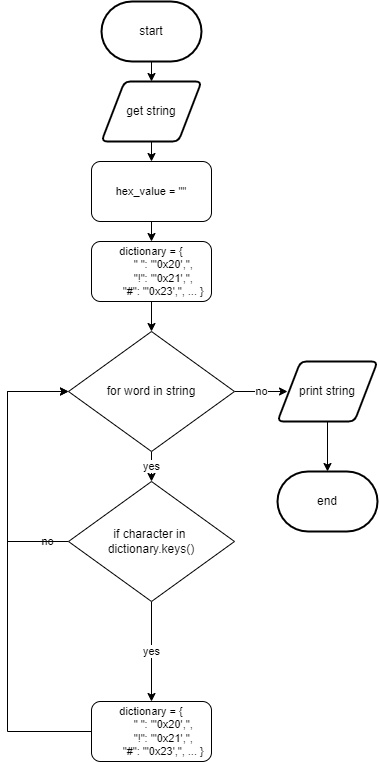 start
get string
hex_value = ""
dictionary = {
" ": "'0x20',",
"!": "'0x21',",
"#": "'0x23',", ... }
for word in string
no
print string
yes
end
if character in
dictionary.keys()
no
yes
dictionary = {
" ": "'0x20',",
"!": "'0x21',",
"#": "'0x23',", ... }